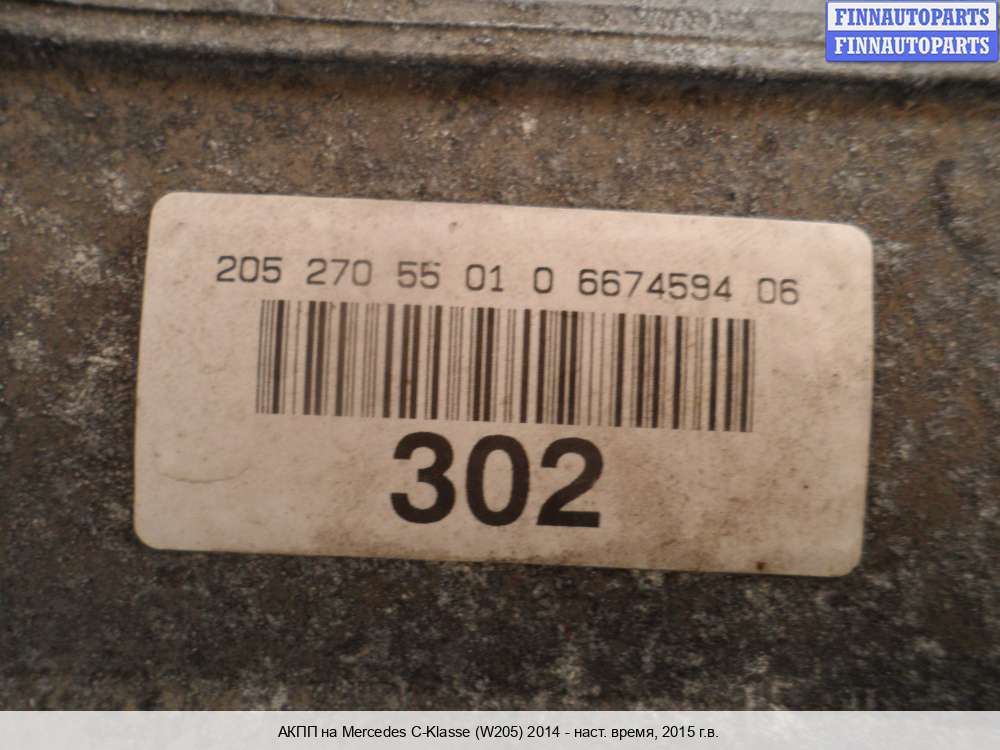 FINNAUTOPARTS
FINNAUTOPARTS
205 270 55 01 0 6674594 06
302
АКПП на Mercedes C-Klasse (W205) 2014 - наст. время, 2015 г.в.